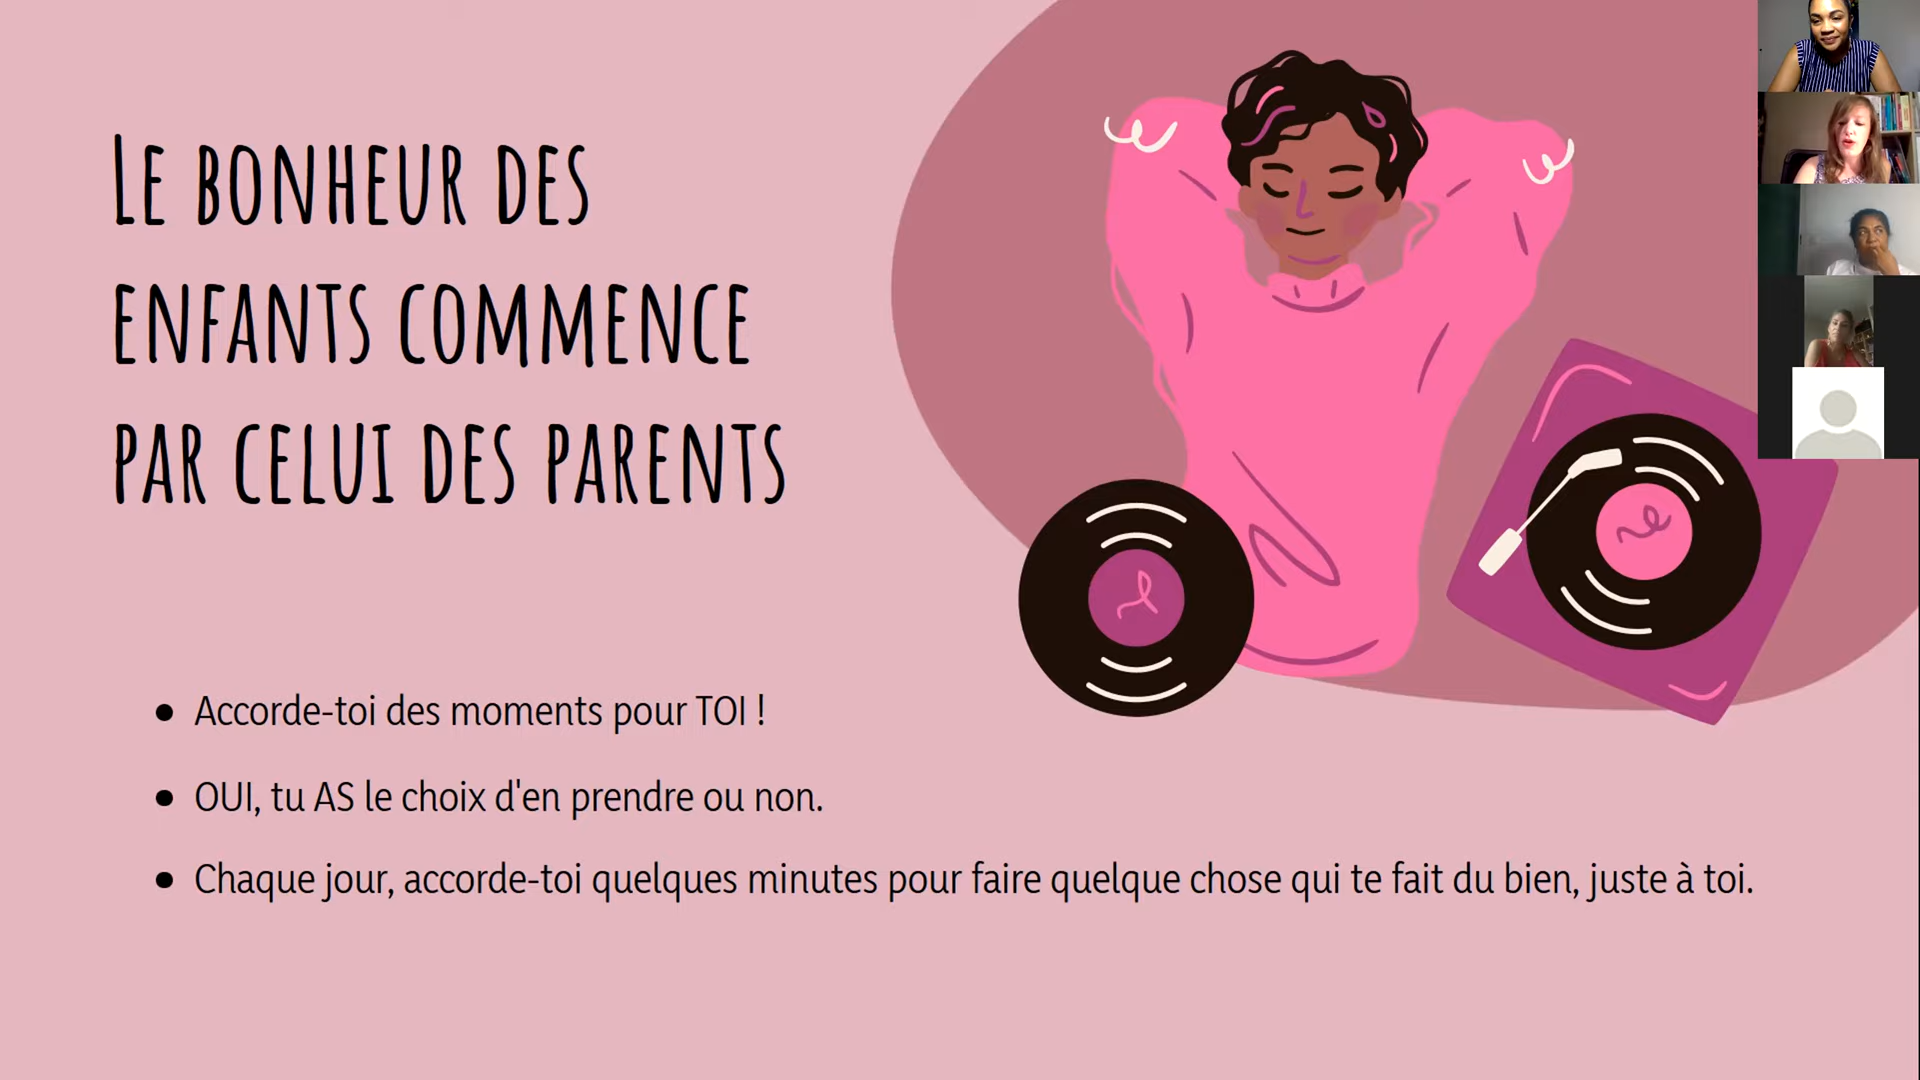 LE BONHEUR DES
ENFANTS COMMENCE
PAR CELUI DES PARENTS
• Accorde-toi des moments pour TOI !
• OUI, tu AS le choix d'en prendre ou non.
• Chaque jour, accorde-toi quelques minutes pour faire quelque chose qui te fait du bien, juste à toi.